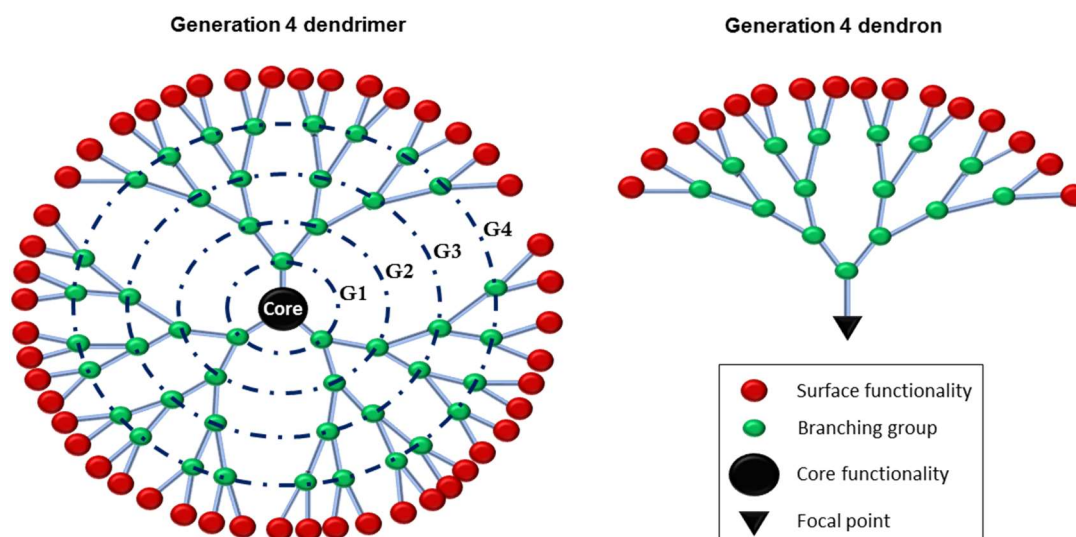 Generation 4 dendrimer
Generation 4 dendron
G4
G3
G2
G1
Core
Surface functionality
Branching group
Core functionality
Focal point